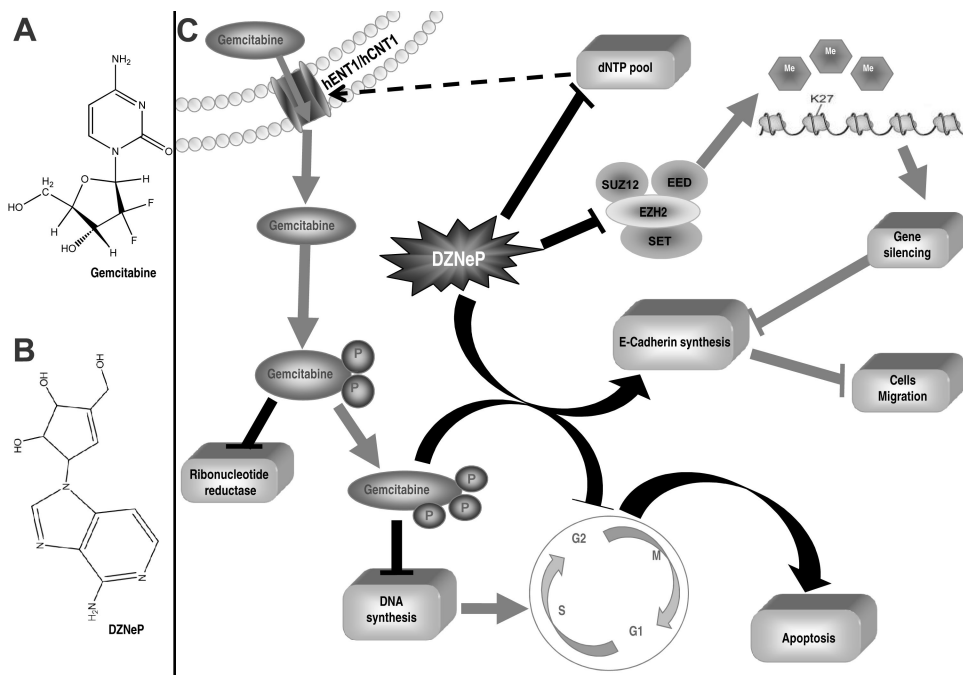 A
NH2
N
N
O
O
H
H2
C
HO
F
F
H
HO
H
Gemcitabine
B
OH
OH
HO
N
N
N
H2N
DZNeP
C
Gemcitabine
hENT1/hCNT1
dNTP pool
Me
Me
Me
K27
SUZ12
EED
EZH2
SET
Gemcitabine
DZNeP
Gene
silencing
E-Cadherin synthesis
P
P
Gemcitabine
Cells
Migration
Ribonucleotide
reductase
Gemcitabine
P
P
P
G2
M
S
G1
DNA
synthesis
Apoptosis